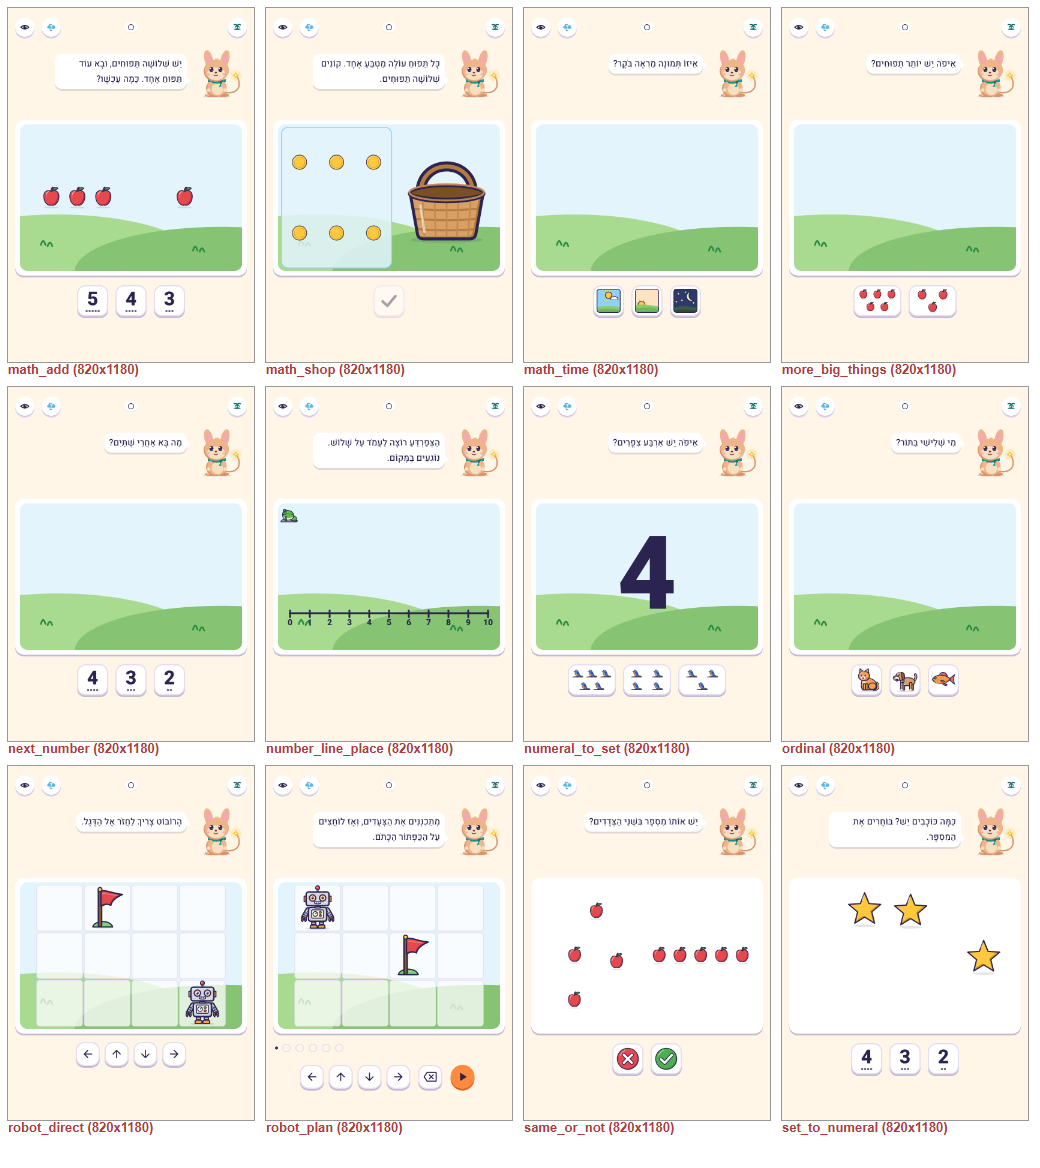 יֵשׁ שְׁלוֹשָׁה תַּפּוּחִים, וּבָא עוֹד
תַּפּוּחַ אֶחָד. כַּמָּה עַכְשָׁו?
5 4 3
math_add (820x1180)
כָּל תַּפּוּחַ עוֹלֶה מַטְבֵּעַ אֶחָד. קוֹנִים
שְׁלוֹשָׁה תַּפּוּחִים.
math_shop (820x1180)
אֵיזוֹ תְּמוּנָה מַרְאָה בֹּקֶר?
math_time (820x1180)
אֵיפֹה יֵשׁ יוֹתֵר תַּפּוּחִים?
more_big_things (820x1180)
מַה בָּא אַחֲרֵי שְׁתַּיִם?
4 3 2
next_number (820x1180)
הַצְּפַרְדֵּעַ רוֹצָה לַעֲמֹד עַל שָׁלוֹשׁ.
נוֹגְעִים בַּמָּקוֹם.
0 1 2 3 4 5 6 7 8 9 10
number_line_place (820x1180)
אֵיפֹה יֵשׁ אַרְבַּע צִפֳּרִים?
4
numeral_to_set (820x1180)
מִי שְׁלִישִׁי בַּתּוֹר?
ordinal (820x1180)
הָרוֹבּוֹט צָרִיךְ לַחֲזֹר אֶל הַדֶּגֶל.
robot_direct (820x1180)
מְתַכְנְנִים אֶת הַצְּעָדִים, וְאָז לוֹחֲצִים
עַל הַכַּפְתּוֹר הַכָּתֹם.
robot_plan (820x1180)
יֵשׁ אוֹתוֹ מִסְפָּר בִּשְׁנֵי הַצְּדָדִים?
same_or_not (820x1180)
כַּמָּה כּוֹכָבִים יֵשׁ? בּוֹחֲרִים אֶת
הַמִּסְפָּר.
4 3 2
set_to_numeral (820x1180)